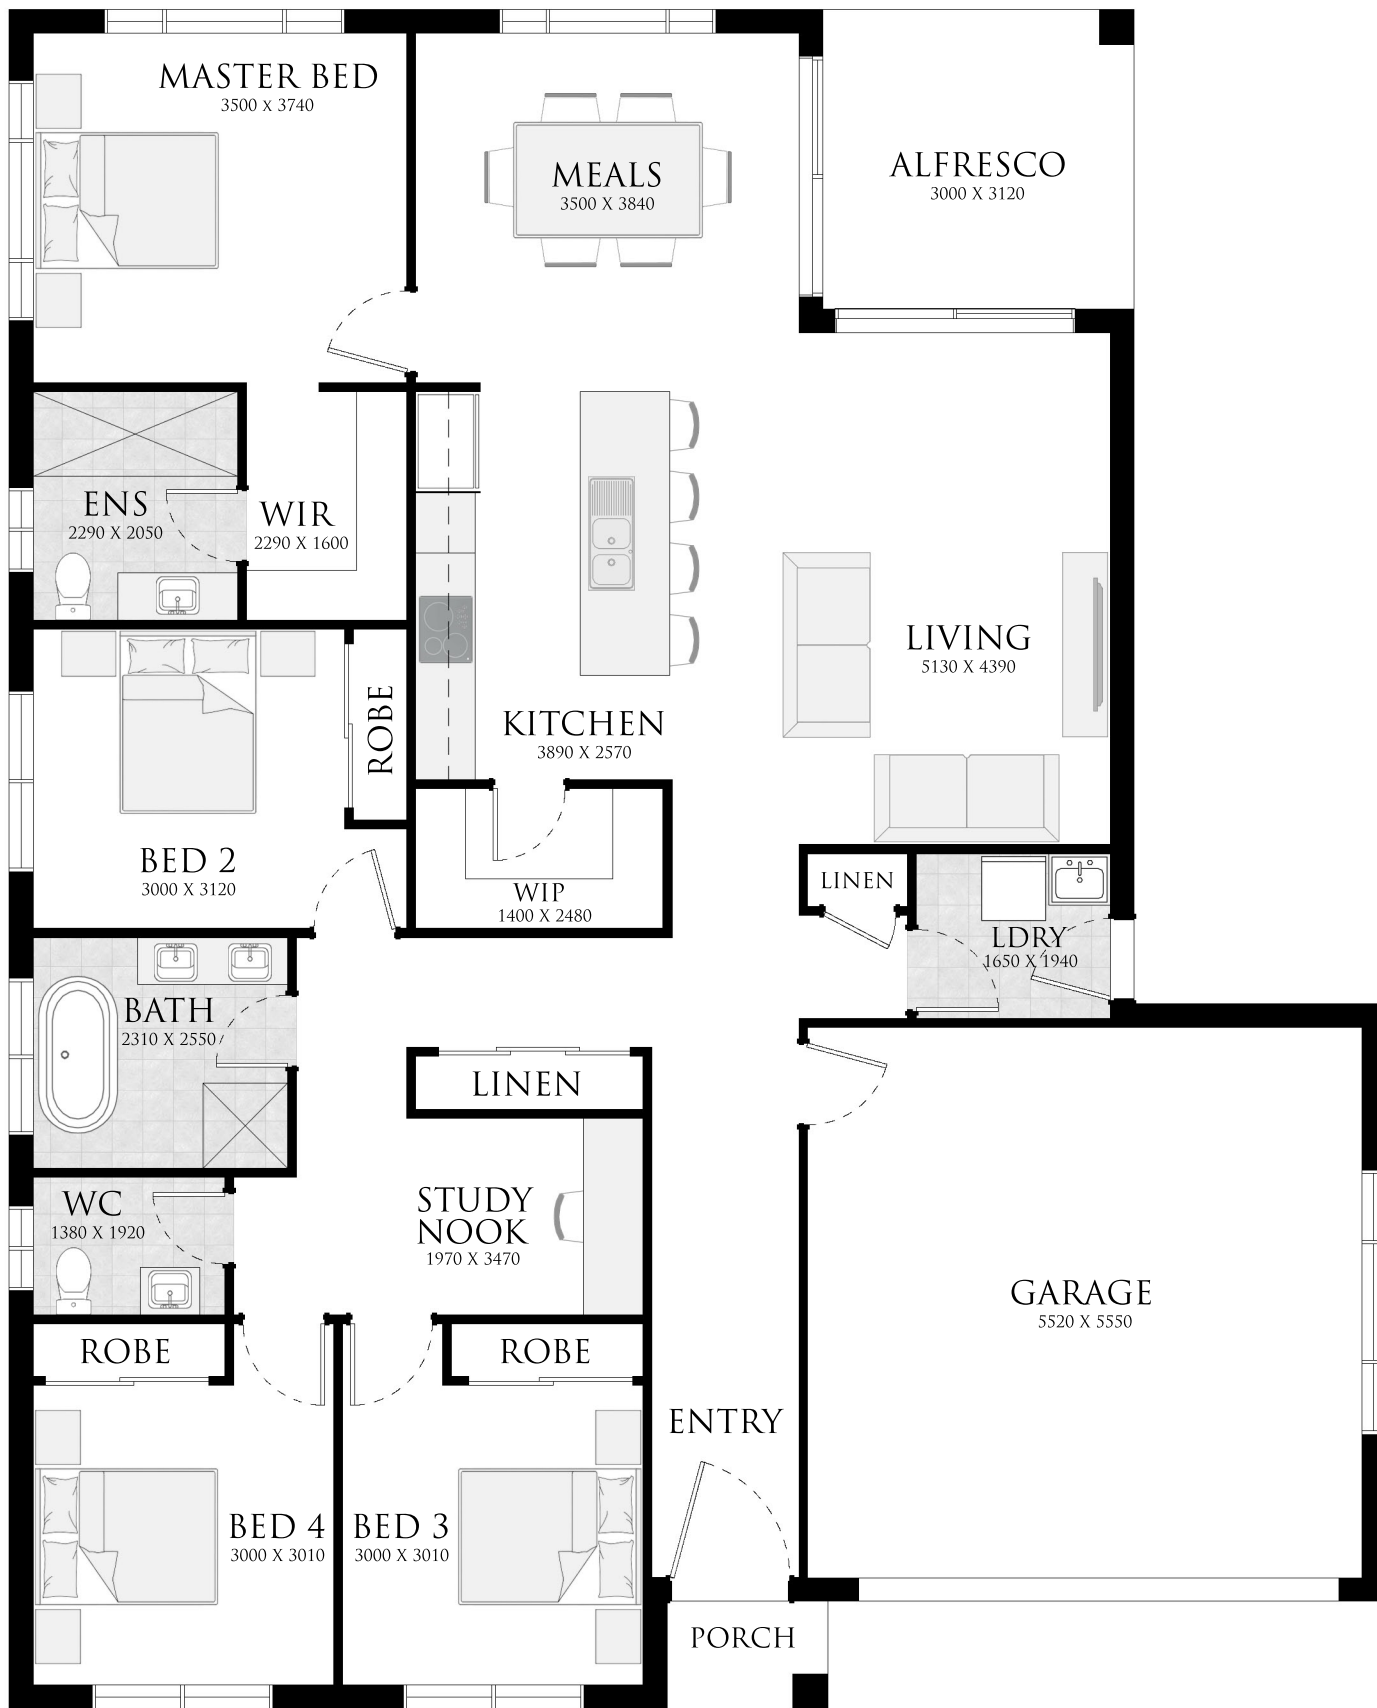 MASTER BED
3500 X 3740
MEALS
3500 X 3840
ALFRESCO
3000 X 3120
ENS
2290 X 2050
WIR
2290 X 1600
LIVING
5130 X 4390
ROBE
KITCHEN
3890 X 2570
BED 2
3000 X 3120
WIP
1400 X 2480
LINEN
LDRY
1650 X 1940
BATH
2310 X 2550
LINEN
WC
1380 X 1920
STUDY
NOOK
1970 X 3470
GARAGE
5520 X 5550
ROBE
ROBE
ENTRY
BED 4
3000 X 3010
BED 3
3000 X 3010
PORCH